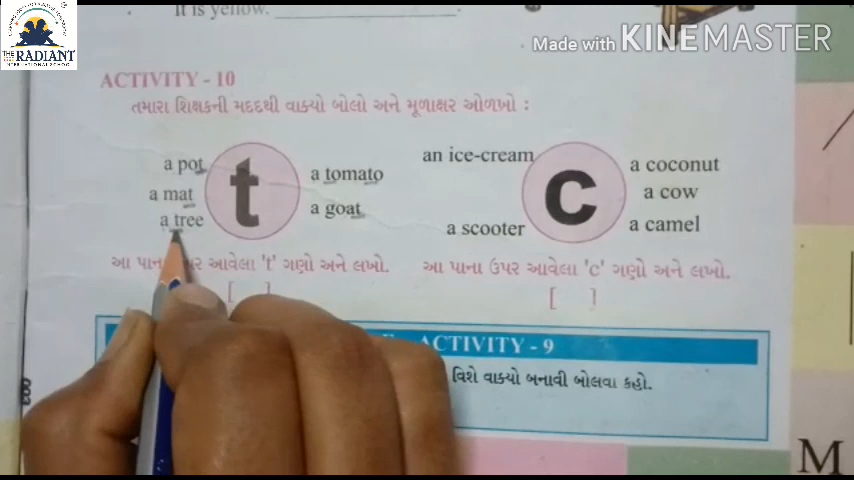 It is yellow.
THE RADIANT
INTERNATIONAL SCHOOL
Made with KINEMASTER
ACTIVITY - 10
તમારા શિક્ષકની મદદથી વાક્યો બોલો અને મૂળાક્ષર ઓળખો :
a pot
a mat
a tree
t
a tomato
a goat
an ice-cream
a scooter
c
a coconut
a cow
a camel
આ 't' ગણો અને લખો.
[ ]
આ પાના ઉપર આવેલા 'c' ગણો અને લખો.
[ ]
ACTIVITY - 9
વિશે વાક્યો બનાવી બોલવા કહો.
M